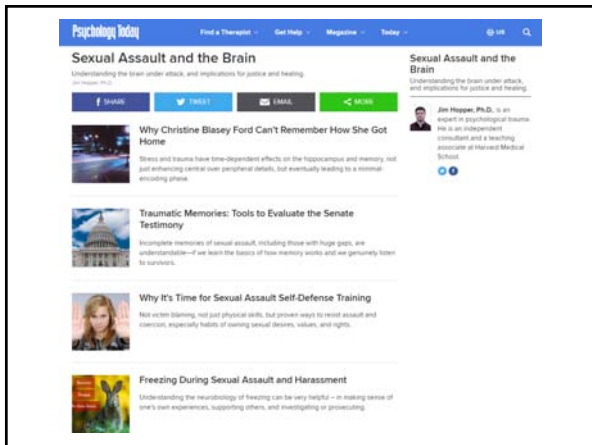 Psychology Today
Find a Therapist
Get Help
Magazine
Today
US
Sexual Assault and the Brain
Understanding the brain under attack, and implications for justice and healing.
Jim Hopper, Ph.D.
SHARE
TWEET
EMAIL
MORE
Why Christine Blasey Ford Can't Remember How She Got
Home
Stress and trauma have time-dependent effects on the hippocampus and memory, not
just enhancing central over peripheral details, but eventually leading to a minimal-
encoding phase.
Traumatic Memories: Tools to Evaluate the Senate
Testimony
Incomplete memories of sexual assault, including those with huge gaps, are
understandable—if we learn the basics of how memory works and we genuinely listen
to survivors.
Why It's Time for Sexual Assault Self-Defense Training
Not victim blaming, not just physical skills, but proven ways to resist assault and
coercion, especially habits of owning sexual desires, values, and rights.
Freezing During Sexual Assault and Harassment
Understanding the neurobiology of freezing can be very helpful – in making sense of
one's own experiences, supporting others, and investigating or prosecuting.
Sexual Assault and the
Brain
Understanding the brain under attack,
and implications for justice and healing.
Jim Hopper, Ph.D., is an
expert in psychological trauma.
He is an independent
consultant and a teaching
associate at Harvard Medical
School.